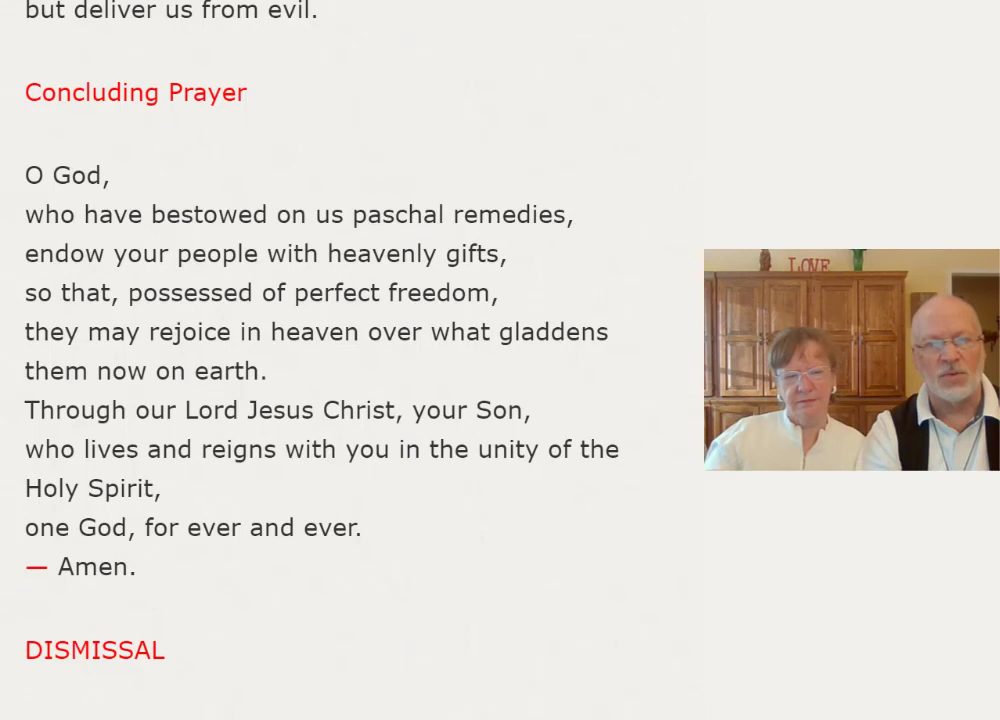 but deliver us from evil.
Concluding Prayer
O God,
who have bestowed on us paschal remedies,
endow your people with heavenly gifts,
so that, possessed of perfect freedom,
they may rejoice in heaven over what gladdens
them now on earth.
Through our Lord Jesus Christ, your Son,
who lives and reigns with you in the unity of the
Holy Spirit,
one God, for ever and ever.
— Amen.
DISMISSAL
LOVE